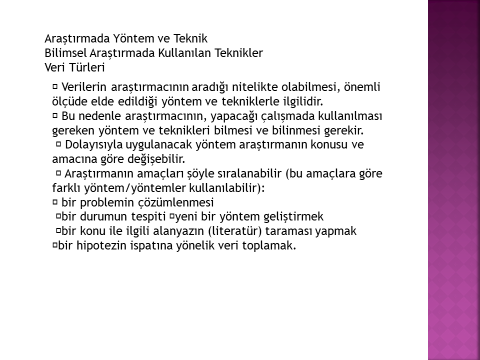 Araştırmada Yöntem ve Teknik
Bilimsel Araştırmada Kullanılan Teknikler
Veri Türleri
 Verilerin araştırmacının aradığı nitelikte olabilmesi, önemli
ölçüde elde edildiği yöntem ve tekniklerle ilgilidir.
 Bu nedenle araştırmacının, yapacağı çalışmada kullanılması
gereken yöntem ve teknikleri bilmesi ve bilinmesi gerekir.
 Dolayısıyla uygulanacak yöntem araştırmanın konusu ve
amacına göre değişebilir.
 Araştırmanın amaçları şöyle sıralanabilir (bu amaçlara göre
farklı yöntem/yöntemler kullanılabilir):
 bir problemin çözümlenmesi
bir durumun tespiti yeni bir yöntem geliştirmek
bir konu ile ilgili alanyazın (literatür) taraması yapmak
bir hipotezin ispatına yönelik veri toplamak.